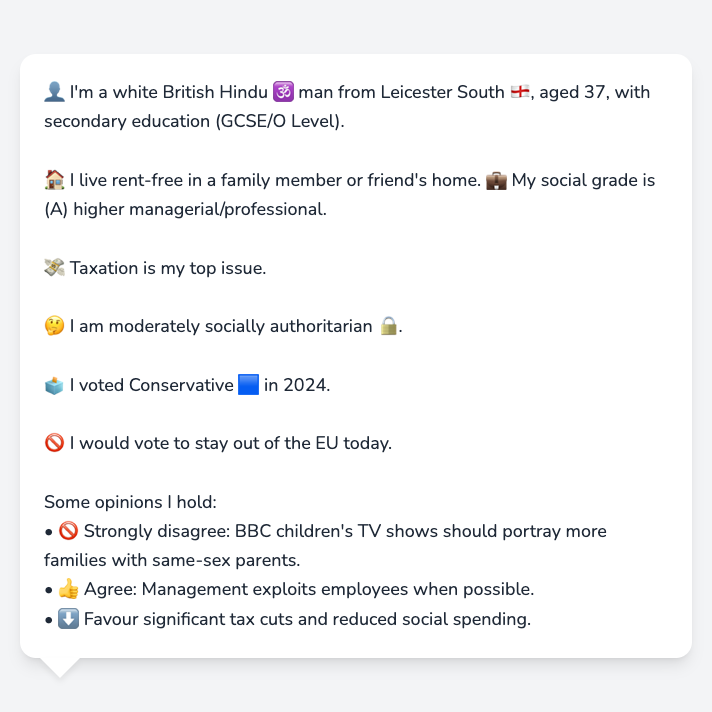 👤 I'm a white British Hindu 🕉️ man from Leicester South 🏴󠁧󠁢󠁥󠁮󠁧󠁿, aged 37, with
secondary education (GCSE/O Level).
🏠 I live rent-free in a family member or friend's home. 💼 My social grade is
(A) higher managerial/professional.
💸 Taxation is my top issue.
🤔 I am moderately socially authoritarian 🔒.
🗳️ I voted Conservative 🟦 in 2024.
🚫 I would vote to stay out of the EU today.
Some opinions I hold:
• 🚫 Strongly disagree: BBC children's TV shows should portray more
families with same-sex parents.
• 👍 Agree: Management exploits employees when possible.
• ⬇️ Favour significant tax cuts and reduced social spending.